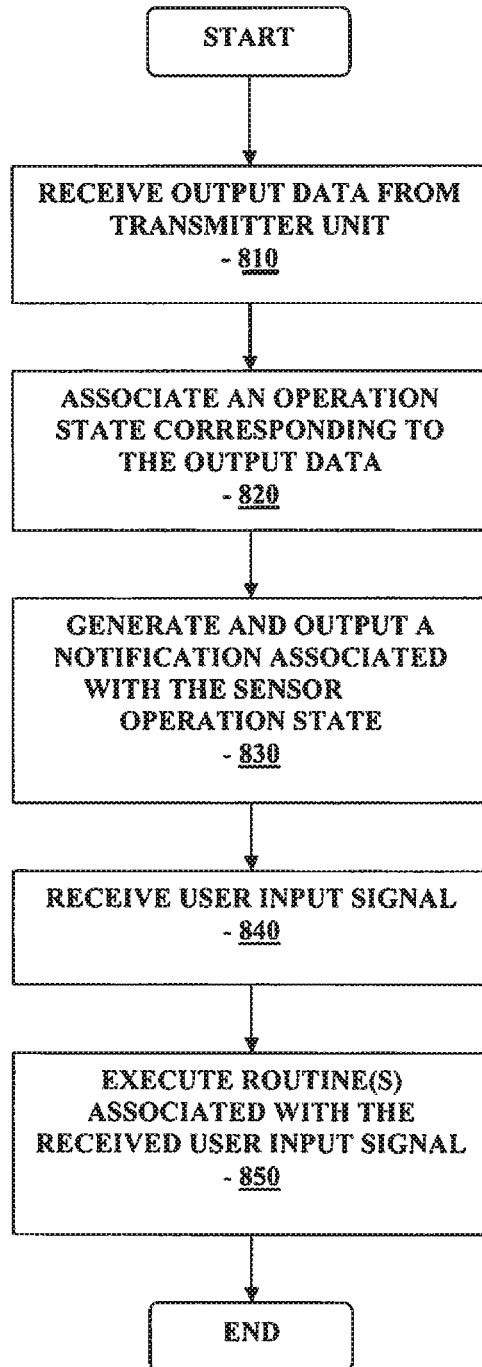 START
RECEIVE OUTPUT DATA FROM
TRANSMITTER UNIT
- 810
ASSOCIATE AN OPERATION
STATE CORRESPONDING TO
THE OUTPUT DATA
- 820
GENERATE AND OUTPUT A
NOTIFICATION ASSOCIATED
WITH THE SENSOR
OPERATION STATE
- 830
RECEIVE USER INPUT SIGNAL
- 840
EXECUTE ROUTINE(S)
ASSOCIATED WITH THE
RECEIVED USER INPUT SIGNAL
- 850
END